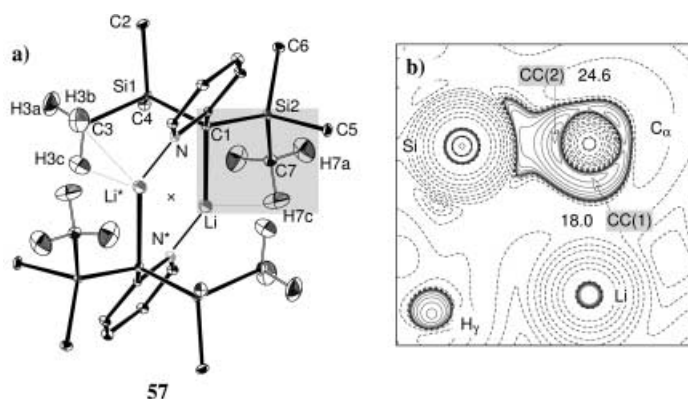 a)
C2
C6
Si1
Si2
H3a
H3b
C3
C4
C1
C5
N
H3c
C7
H7a
Li*
Li
H7c
N*
57
b)
CC(2) 24.6
Si
Cα
18.0 CC(1)
Li
Hγ